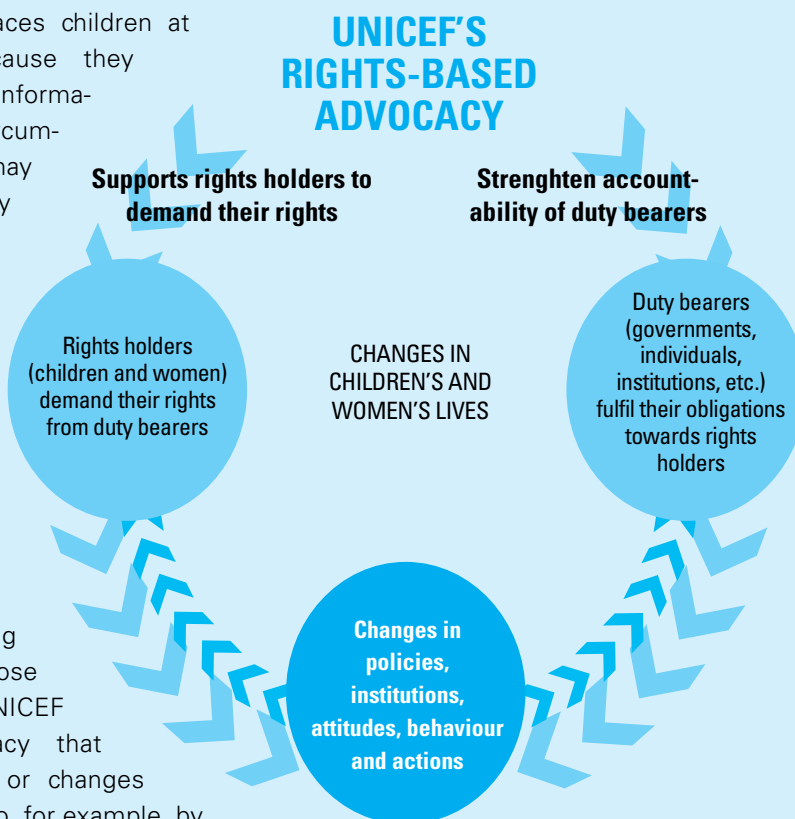 aces children at
ause they
nforma-
cum-
may
y
UNICEF'S
RIGHTS-BASED
ADVOCACY
Supports rights holders to
demand their rights
Strenghten account-
ability of duty bearers
Rights holders
(children and women)
demand their rights
from duty bearers
CHANGES IN
CHILDREN'S AND
WOMEN'S LIVES
Duty bearers
(governments,
individuals,
institutions, etc.)
fulfil their obligations
towards rights
holders
Changes in
policies,
institutions,
attitudes, behaviour
and actions
g
ose
NICEF
acy that
or changes
o, for example, by